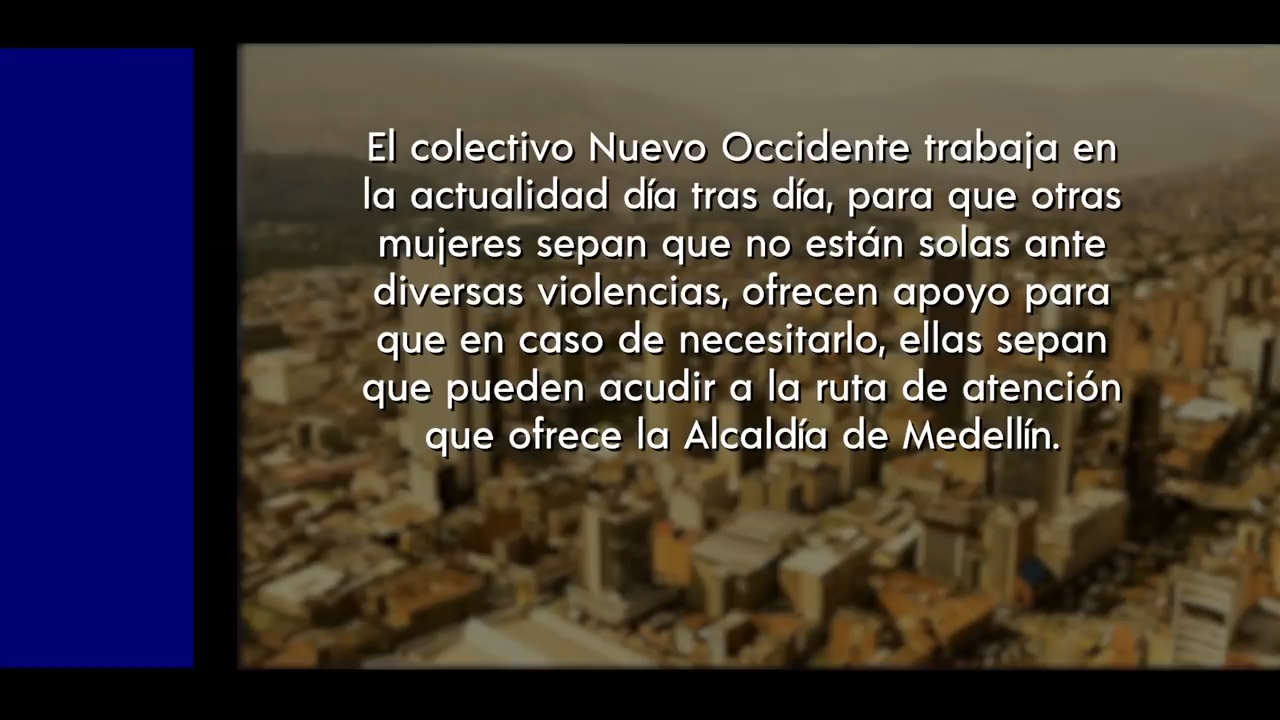 El colectivo Nuevo Occidente trabaja en
la actualidad día tras día, para que otras
mujeres sepan que no están solas ante
diversas violencias, ofrecen apoyo para
que en caso de necesitarlo, ellas sepan
que pueden acudir a la ruta de atención
que ofrece la Alcaldía de Medellín.